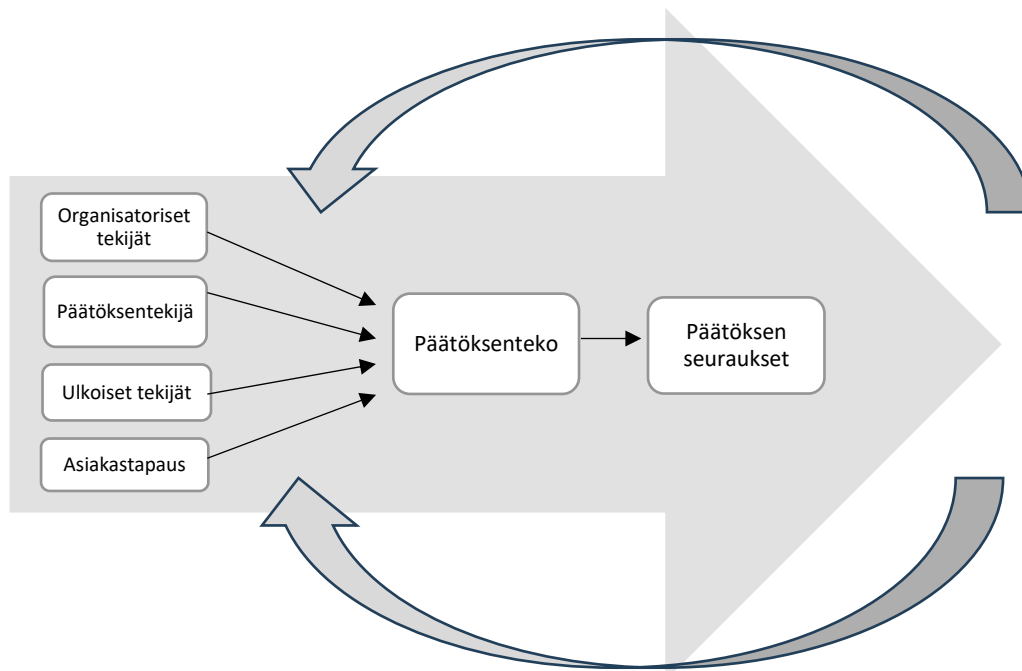 Organisatoriset
tekijät
Päätöksentekijä
Ulkoiset tekijät
Asiakastapaus
Päätöksenteko
Päätöksen
seuraukset